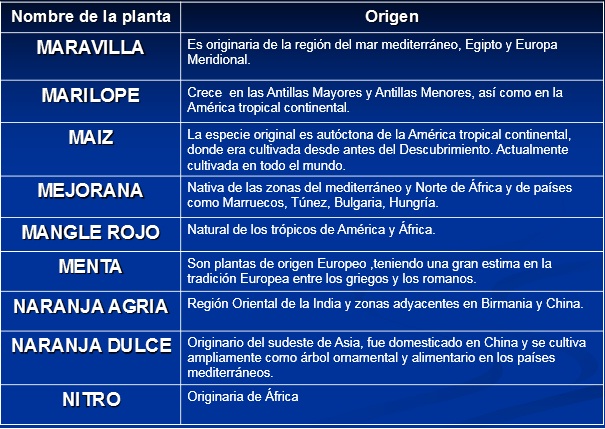 Nombre de la planta Origen
MARAVILLA Es originaria de la región del mar mediterráneo, Egipto y Europa
Meridional.
MARILOPE Crece en las Antillas Mayores y Antillas Menores, así como en la
América tropical continental.
MAIZ La especie original es autóctona de la América tropical continental,
donde era cultivada desde antes del Descubrimiento. Actualmente
cultivada en todo el mundo.
MEJORANA Nativa de las zonas del mediterráneo y Norte de África y de países
como Marruecos, Túnez, Bulgaria, Hungría.
MANGLE ROJO Natural de los trópicos de América y África.
MENTA Son plantas de origen Europeo ,teniendo una gran estima en la
tradición Europea entre los griegos y los romanos.
NARANJA AGRIA Región Oriental de la India y zonas adyacentes en Birmania y China.
NARANJA DULCE Originario del sudeste de Asia, fue domesticado en China y se cultiva
ampliamente como árbol ornamental y alimentario en los países
mediterráneos.
NITRO Originaria de África